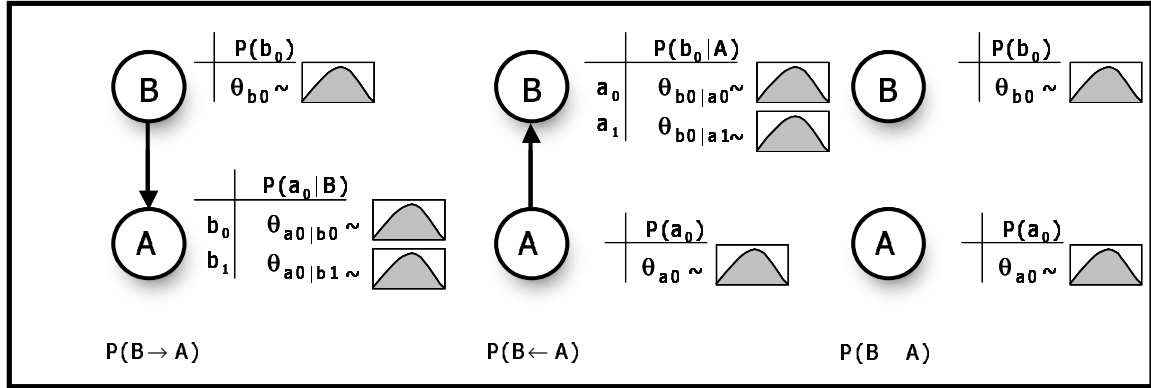 B
P(b₀)
θb0 ~
A
P(a₀|B)
b₀ θa0|b0 ~
b₁ θa0|b1 ~
P(B→ A)
B
P(b₀|A)
a₀ θb0|a0~
a₁ θb0|a1~
A
P(a₀)
θa0 ~
P(B← A)
B
P(b₀)
θb0 ~
A
P(a₀)
θa0 ~
P(B A)